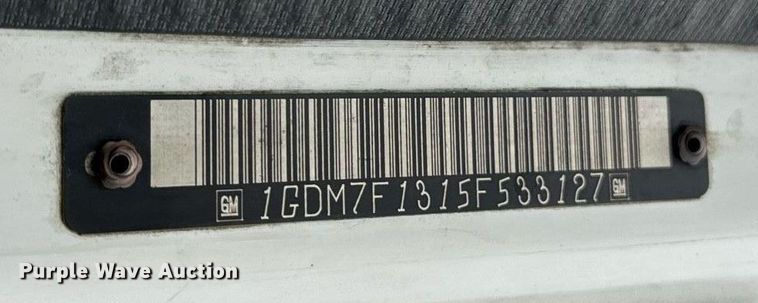 GM 1GDM7F1315F533127 GM
Purple Wave Auction